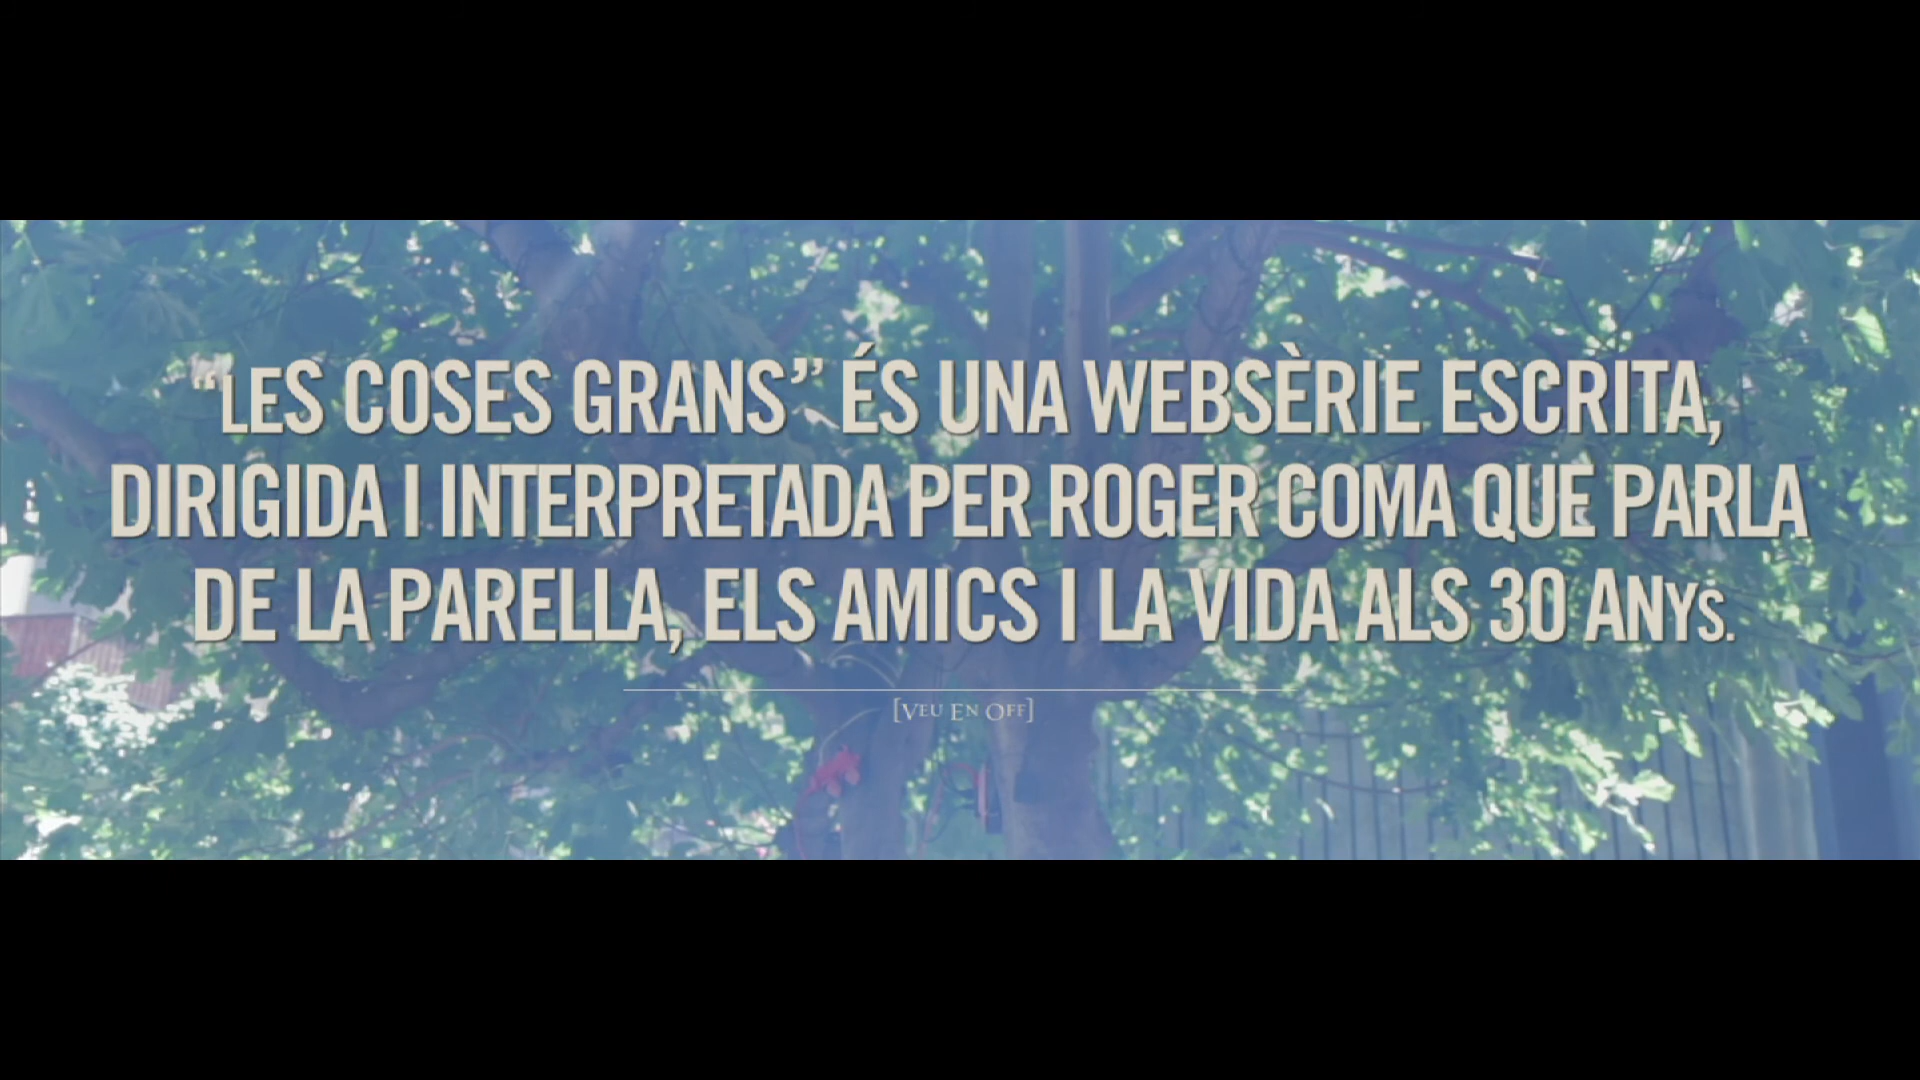 “LES COSES GRANS” ÉS UNA WEBSÈRIE ESCRITA,
DIRIGIDA I INTERPRETADA PER ROGER COMA QUE PARLA
DE LA PARELLA, ELS AMICS I LA VIDA ALS 30 ANYS.
[VEU EN OFF]